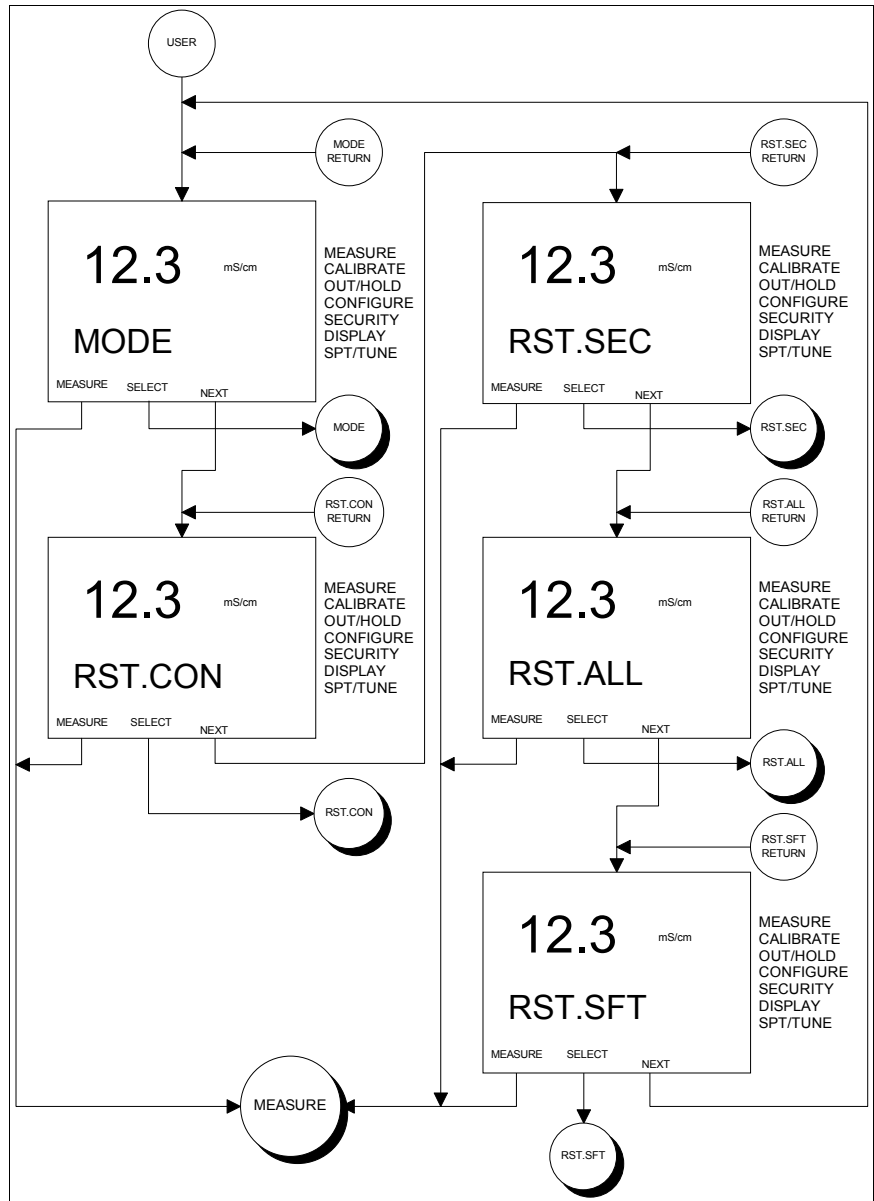 USER
MODE
RETURN
12.3 mS/cm
MODE
MEASURE SELECT NEXT
MEASURE
CALIBRATE
OUT/HOLD
CONFIGURE
SECURITY
DISPLAY
SPT/TUNE
MODE
RST.CON
RETURN
12.3 mS/cm
RST.CON
MEASURE SELECT NEXT
MEASURE
CALIBRATE
OUT/HOLD
CONFIGURE
SECURITY
DISPLAY
SPT/TUNE
RST.CON
RST.SEC
RETURN
12.3 mS/cm
RST.SEC
MEASURE SELECT NEXT
MEASURE
CALIBRATE
OUT/HOLD
CONFIGURE
SECURITY
DISPLAY
SPT/TUNE
RST.SEC
RST.ALL
RETURN
12.3 mS/cm
RST.ALL
MEASURE SELECT NEXT
MEASURE
CALIBRATE
OUT/HOLD
CONFIGURE
SECURITY
DISPLAY
SPT/TUNE
RST.ALL
RST.SFT
RETURN
12.3 mS/cm
RST.SFT
MEASURE SELECT NEXT
MEASURE
CALIBRATE
OUT/HOLD
CONFIGURE
SECURITY
DISPLAY
SPT/TUNE
MEASURE
RST.SFT